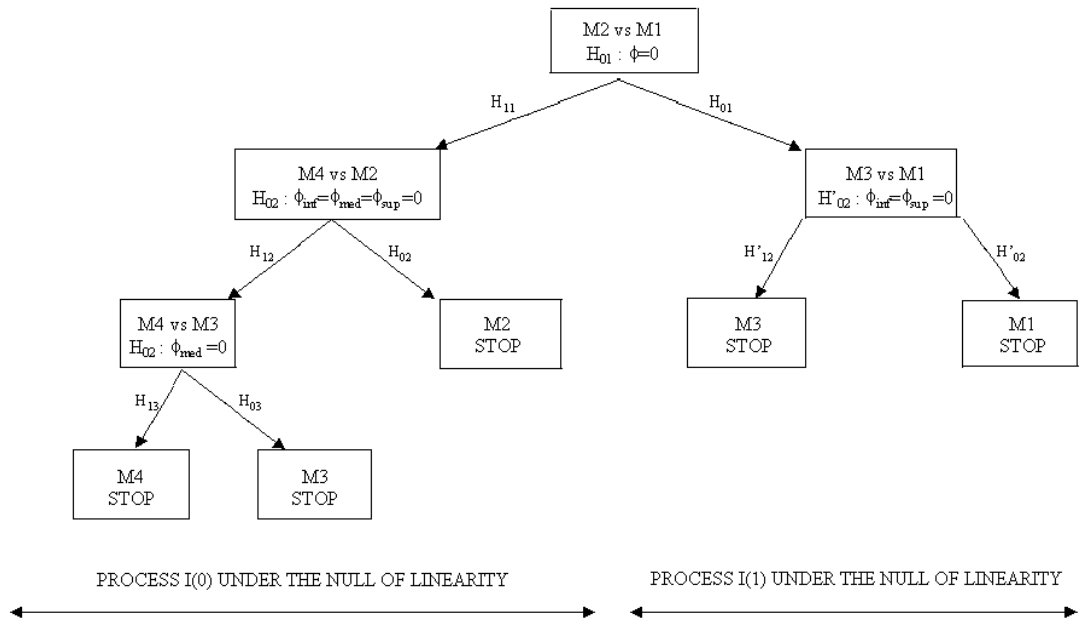 M2 vs M1
H01 : ϕ=0
H11
H01
M4 vs M2
H02 : ϕinf=ϕmed=ϕsup=0
M3 vs M1
H'02 : ϕinf=ϕsup=0
H12
H02
H'12
H'02
M4 vs M3
H02 : ϕmed =0
M2
STOP
M3
STOP
M1
STOP
H13
H03
M4
STOP
M3
STOP
PROCESS I(0) UNDER THE NULL OF LINEARITY
PROCESS I(1) UNDER THE NULL OF LINEARITY